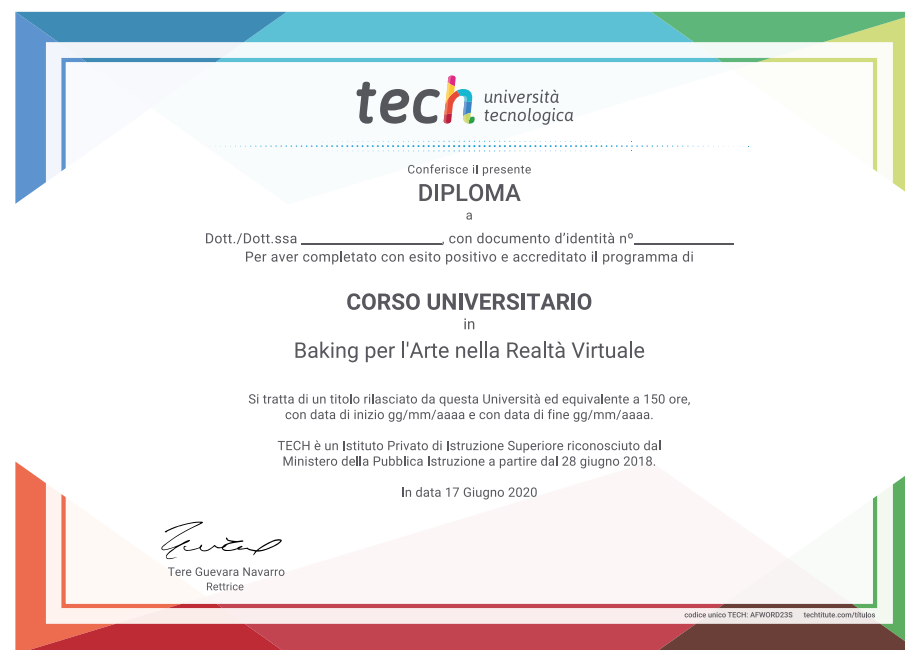 tech università
tecnologica
Conferisce il presente
DIPLOMA
a
Dott./Dott.ssa ____________________, con documento d'identità nº______________
Per aver completato con esito positivo e accreditato il programma di
CORSO UNIVERSITARIO
in
Baking per l'Arte nella Realtà Virtuale
Si tratta di un titolo rilasciato da questa Università ed equivalente a 150 ore,
con data di inizio gg/mm/aaaa e con data di fine gg/mm/aaaa.
TECH è un Istituto Privato di Istruzione Superiore riconosciuto dal
Ministero della Pubblica Istruzione a partire dal 28 giugno 2018.
In data 17 Giugno 2020
Tere Guevara Navarro
Rettrice
codice unico TECH: AFWORD23S techtitute.com/titulos